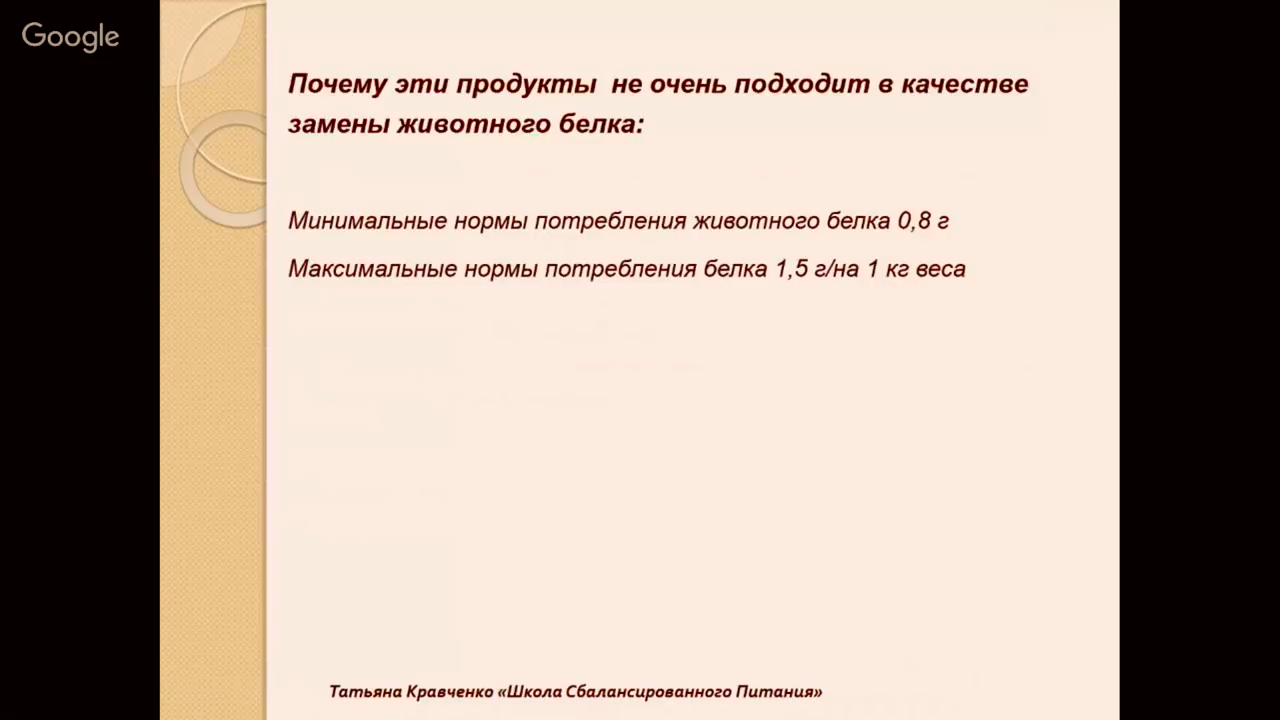 Google
Почему эти продукты не очень подходит в качестве
замены животного белка:
Минимальные нормы потребления животного белка 0,8 г
Максимальные нормы потребления белка 1,5 г/на 1 кг веса
Татьяна Кравченко «Школа Сбалансированного Питания»